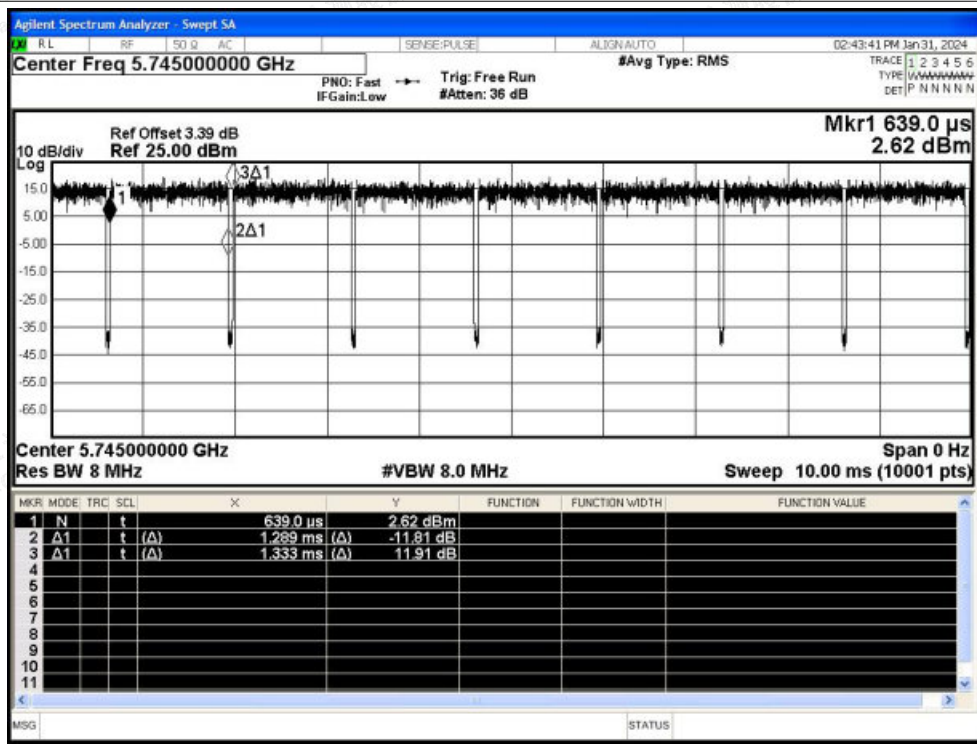 Agilent Spectrum Analyzer - Swept SA
RL RF 50 Ω AC SENSE:PULSE ALIGNAUTO 02:43:41 PM Jan 31, 2024
Center Freq 5.745000000 GHz
PNO: Fast
IFGain:Low
Trig: Free Run
#Atten: 36 dB
#Avg Type: RMS
TRACE 1 2 3 4 5 6
TYPE
DET P N N N N N
Mkr1 639.0 µs
2.62 dBm
Ref Offset 3.39 dB
10 dB/div Ref 25.00 dBm
Log
15.0
5.00
-5.00
-15.0
-25.0
-35.0
-45.0
-55.0
-65.0
1
3Δ1
2Δ1
Center 5.745000000 GHz Span 0 Hz
Res BW 8 MHz #VBW 8.0 MHz Sweep 10.00 ms (10001 pts)
MKR MODE TRC SCL X Y FUNCTION FUNCTION WIDTH FUNCTION VALUE
1 N t 639.0 µs 2.62 dBm
2 Δ1 t (Δ) 1.289 ms (Δ) -11.81 dB
3 Δ1 t (Δ) 1.333 ms (Δ) 11.91 dB
4
5
6
7
8
9
10
11
MSG STATUS